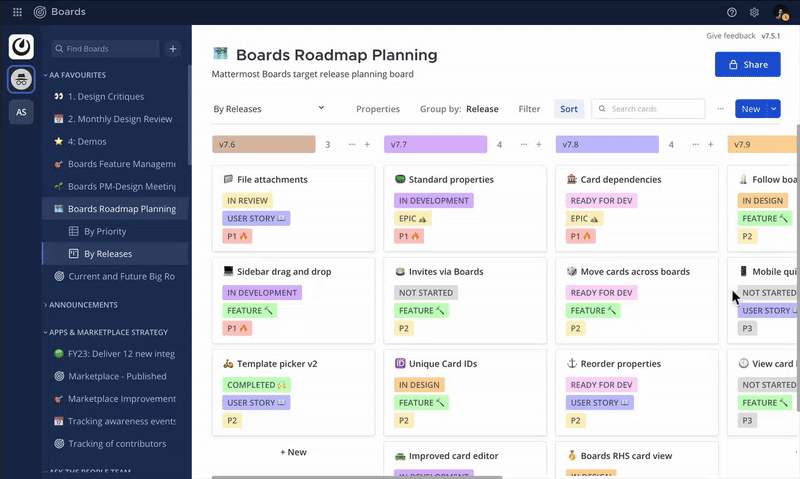 Boards
Give feedback v7.5.1
Find Boards
AS
AA FAVOURITES
1. Design Critiques
2. Monthly Design Review
4: Demos
Boards Feature Manageme
Boards PM-Design Meeting
Boards Roadmap Planning
By Priority
By Releases
Current and Future Big Ro
ANNOUNCEMENTS
APPS & MARKETPLACE STRATEGY
FY23: Deliver 12 new integ
Marketplace - Published
Marketplace Improvement
Tracking awareness events
Tracking of contributors
ASK THE PEOPLE TEAM
Boards Roadmap Planning
Mattermost Boards target release planning board
Share
By Releases
Properties
Group by: Release
Filter
Sort
Search cards
New
v7.6 3
File attachments
IN REVIEW
USER STORY
P1
Sidebar drag and drop
IN DEVELOPMENT
FEATURE
P1
Template picker v2
COMPLETED
USER STORY
P2
+ New
v7.7 4
Standard properties
IN DEVELOPMENT
EPIC
P1
Invites via Boards
NOT STARTED
FEATURE
P2
Unique Card IDs
IN DESIGN
FEATURE
P2
Improved card editor
IN DEVELOPMENT
v7.8 4
Card dependencies
READY FOR DEV
EPIC
P1
Move cards across boards
READY FOR DEV
FEATURE
P2
Reorder properties
READY FOR DEV
USER STORY
P2
Boards RHS card view
IN DESIGN
v7.9
Follow boa
IN DESIGN
FEATURE
P2
Mobile qui
NOT STARTED
USER STORY
P3
View card
NOT STARTED
FEATURE
P3